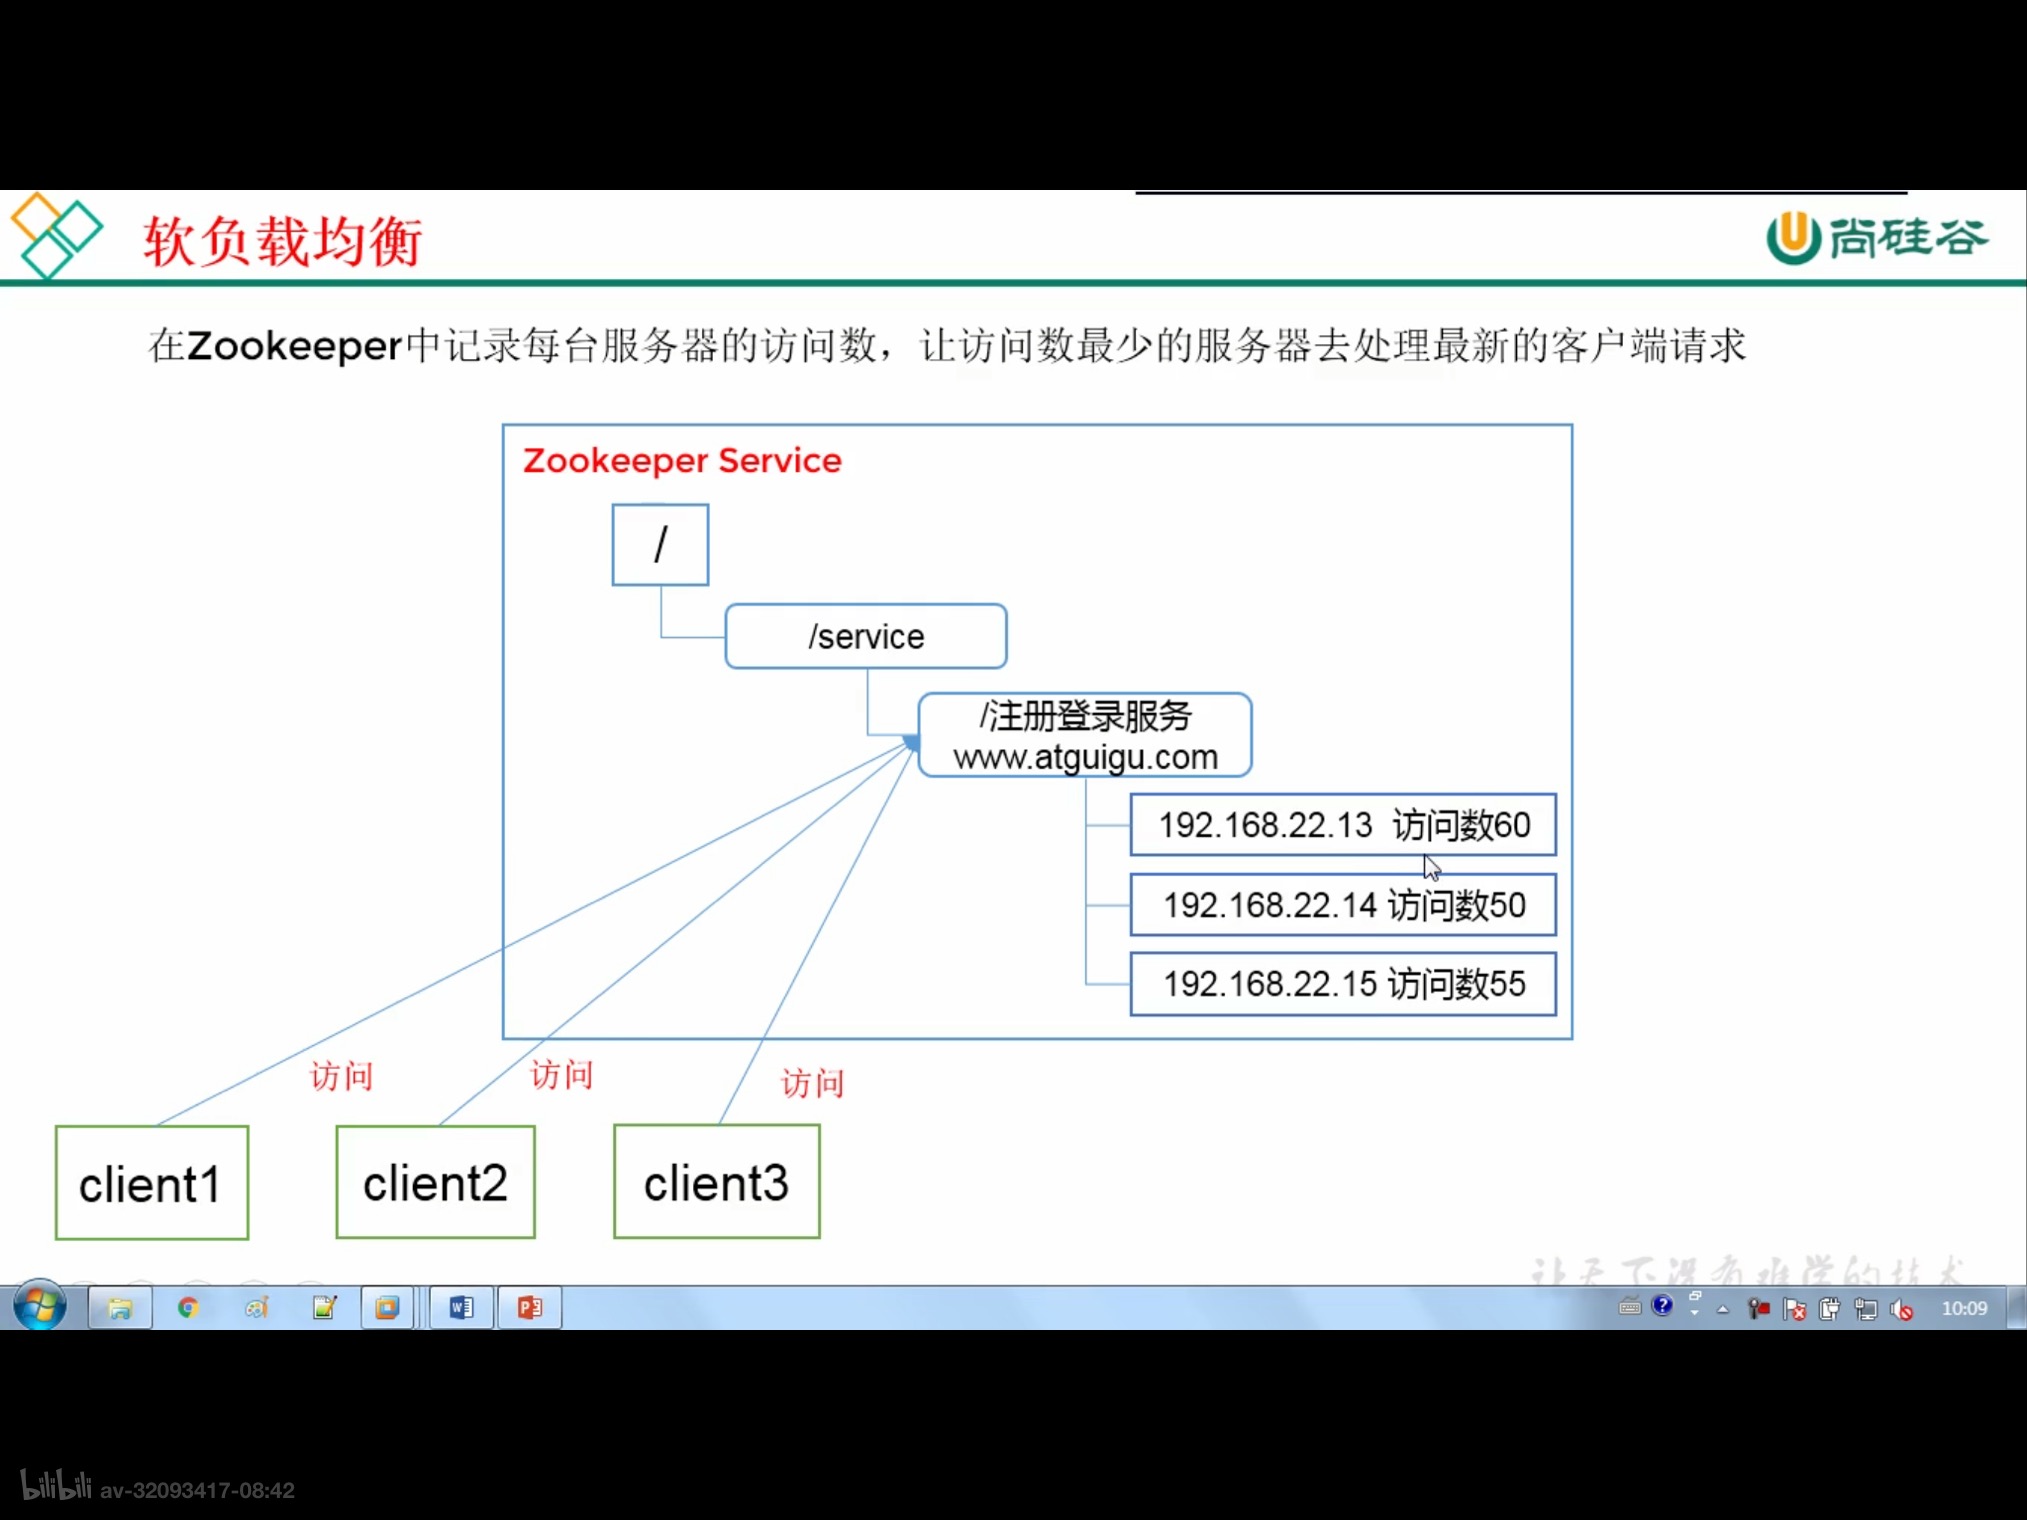 软负载均衡
尚硅谷
在Zookeeper中记录每台服务器的访问数，让访问数最少的服务器去处理最新的客户端请求
Zookeeper Service
/
/service
/注册登录服务
www.atguigu.com
192.168.22.13 访问数60
192.168.22.14 访问数50
192.168.22.15 访问数55
访问
访问
访问
client1
client2
client3
让天下没有难学的技术
10:09
bilibili av-32093417-08:42